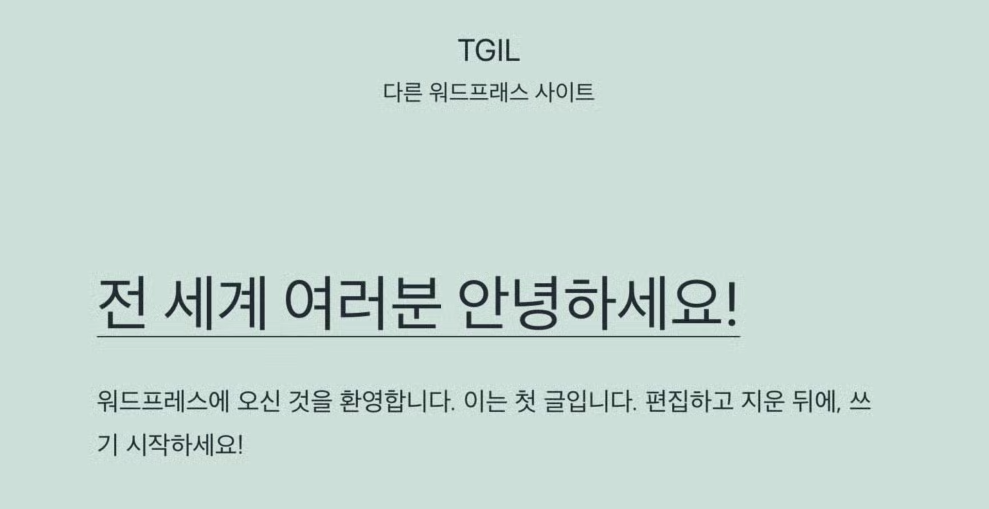 TGIL
다른 워드프래스 사이트
전 세계 여러분 안녕하세요!
워드프레스에 오신 것을 환영합니다. 이는 첫 글입니다. 편집하고 지운 뒤에, 쓰
기 시작하세요!